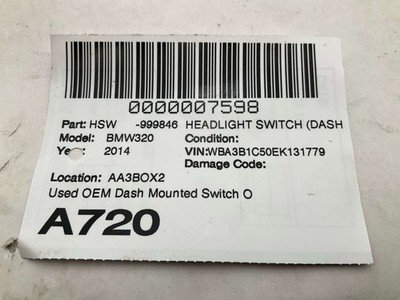 0000007598
Part: HSW -999846 HEADLIGHT SWITCH (DASH
Model: BMW320 Condition:
Year: 2014 VIN:WBA3B1C50EK131779
Damage Code:
Location: AA3BOX2
Used OEM Dash Mounted Switch O
A720